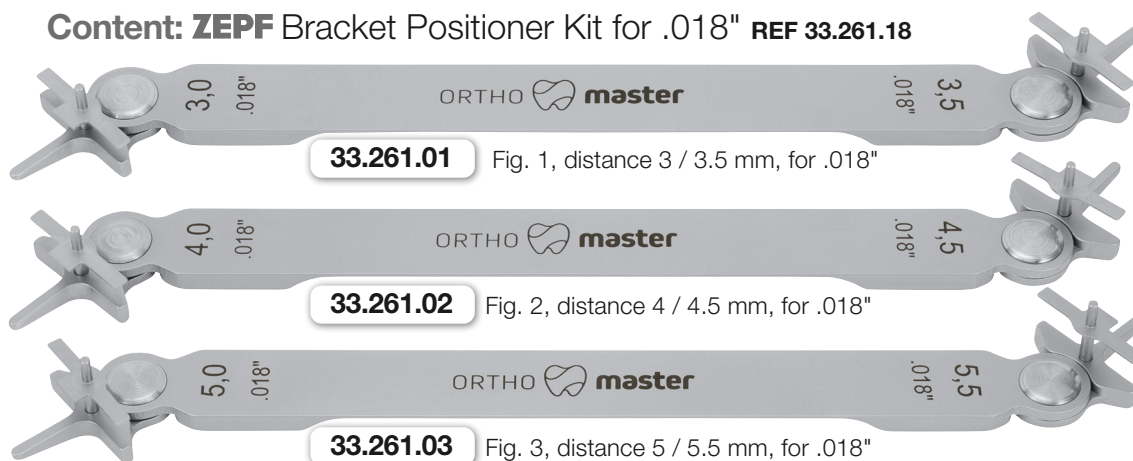 Content: ZEPF Bracket Positioner Kit for .018" REF 33.261.18
3,0 .018" ORTHO master .018" 3,5
33.261.01 Fig. 1, distance 3 / 3.5 mm, for .018"
4,0 .018" ORTHO master .018" 4,5
33.261.02 Fig. 2, distance 4 / 4.5 mm, for .018"
5,0 .018" ORTHO master .018" 5,5
33.261.03 Fig. 3, distance 5 / 5.5 mm, for .018"